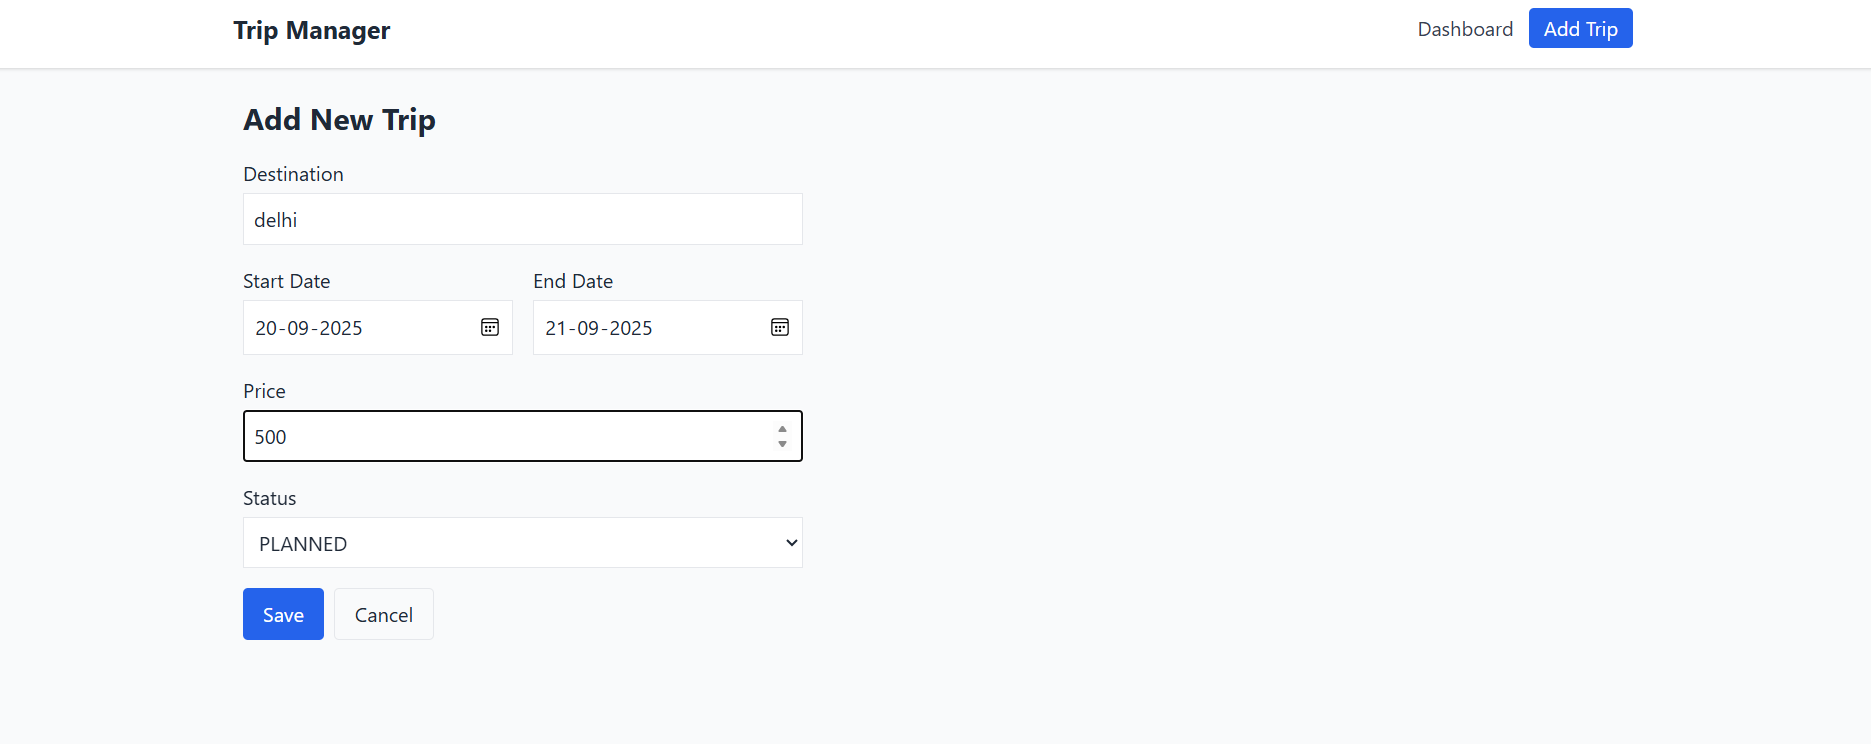 Trip Manager
Dashboard
Add Trip
Add New Trip
Destination
delhi
Start Date
End Date
20-09-2025
21-09-2025
Price
500
Status
PLANNED
Save
Cancel